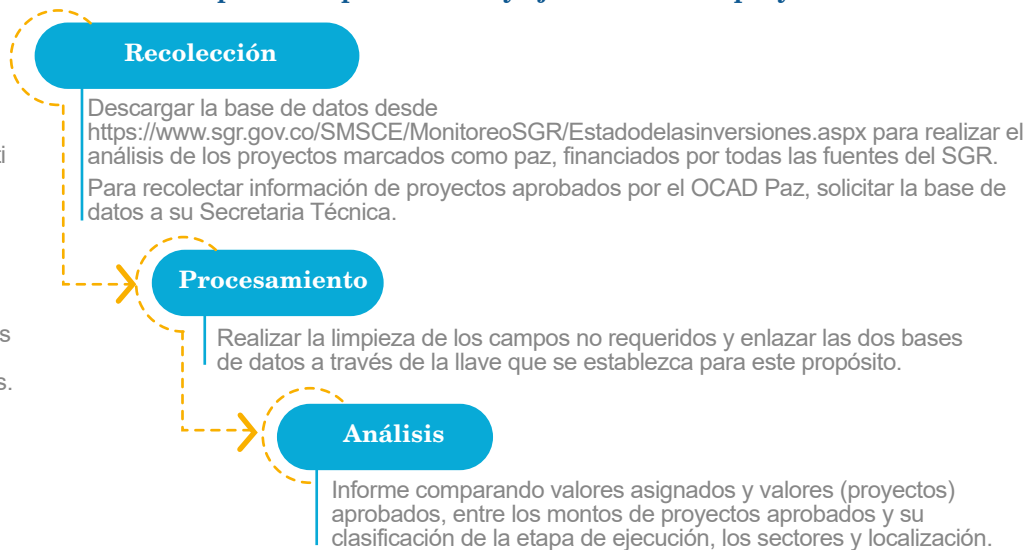 Recolección
Descargar la base de datos desde
https://www.sgr.gov.co/SMSCE/MonitoreoSGR/Estadodelasinversiones.aspx para realizar el
análisis de los proyectos marcados como paz, financiados por todas las fuentes del SGR.
Para recolectar información de proyectos aprobados por el OCAD Paz, solicitar la base de
datos a su Secretaria Técnica.
Procesamiento
Realizar la limpieza de los campos no requeridos y enlazar las dos bases
de datos a través de la llave que se establezca para este propósito.
Análisis
Informe comparando valores asignados y valores (proyectos)
aprobados, entre los montos de proyectos aprobados y su
clasificación de la etapa de ejecución, los sectores y localización.